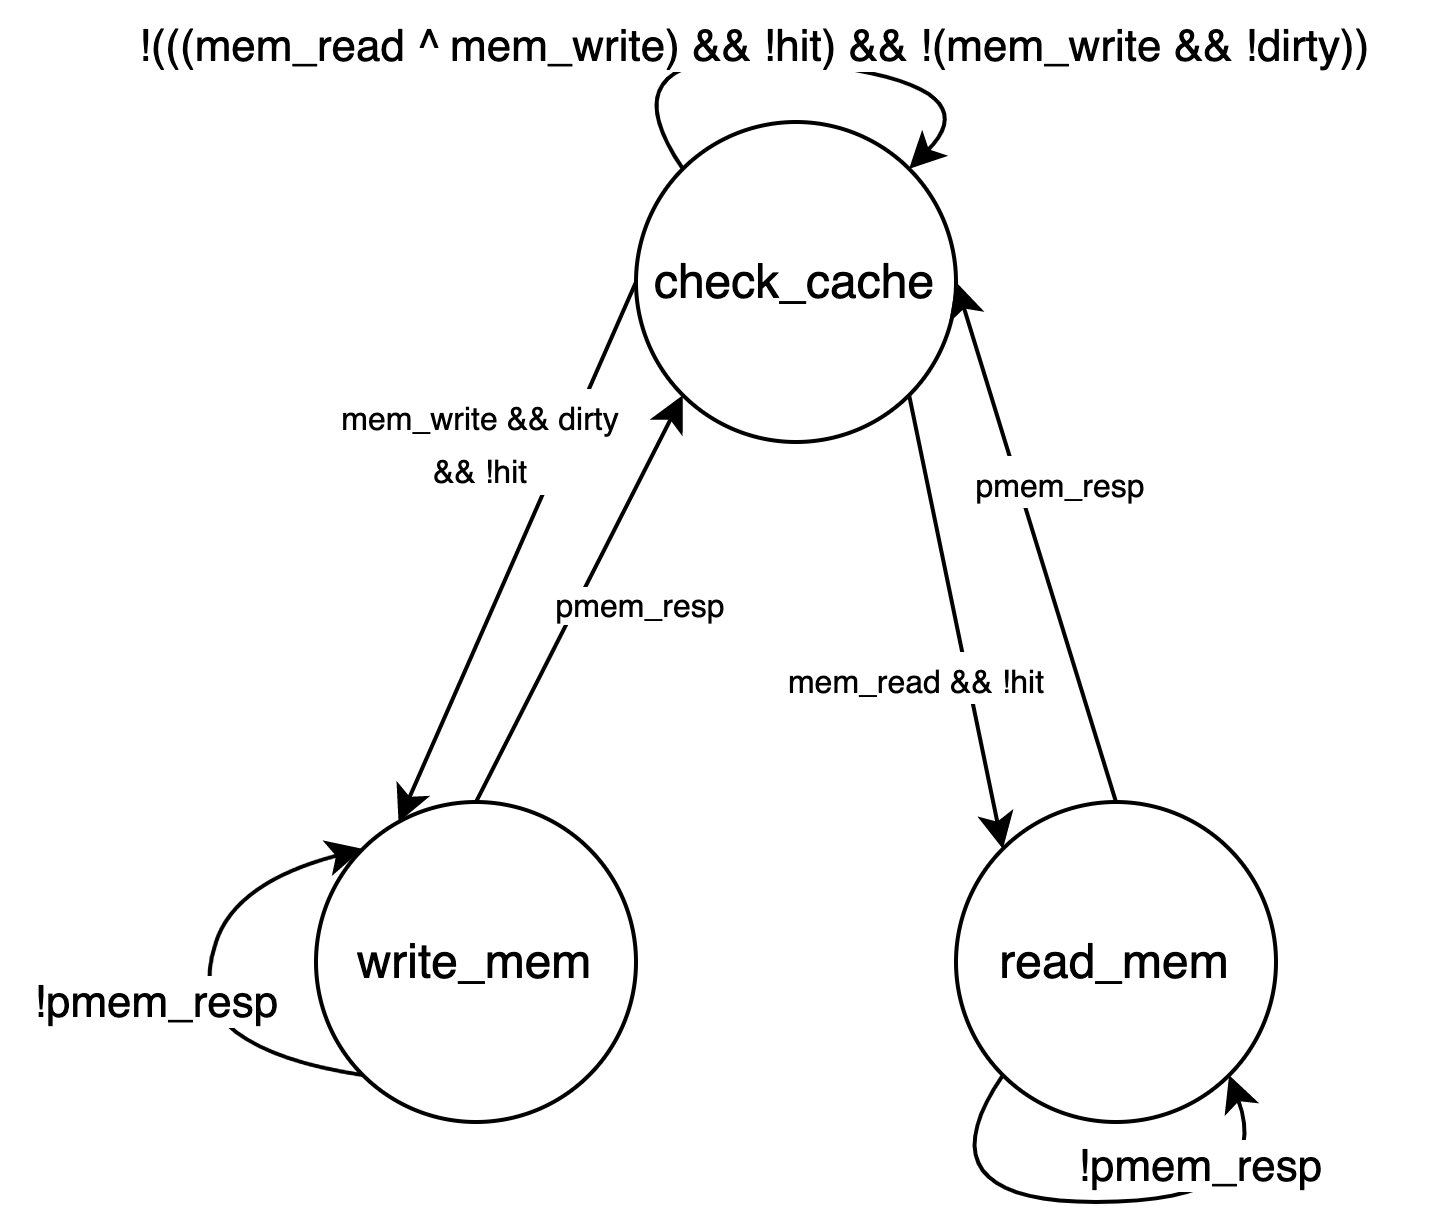 !(((mem_read ^ mem_write) && !hit) && !(mem_write && !dirty))
check_cache
mem_write && dirty
&& !hit
pmem_resp
pmem_resp
mem_read && !hit
write_mem
read_mem
!pmem_resp
!pmem_resp